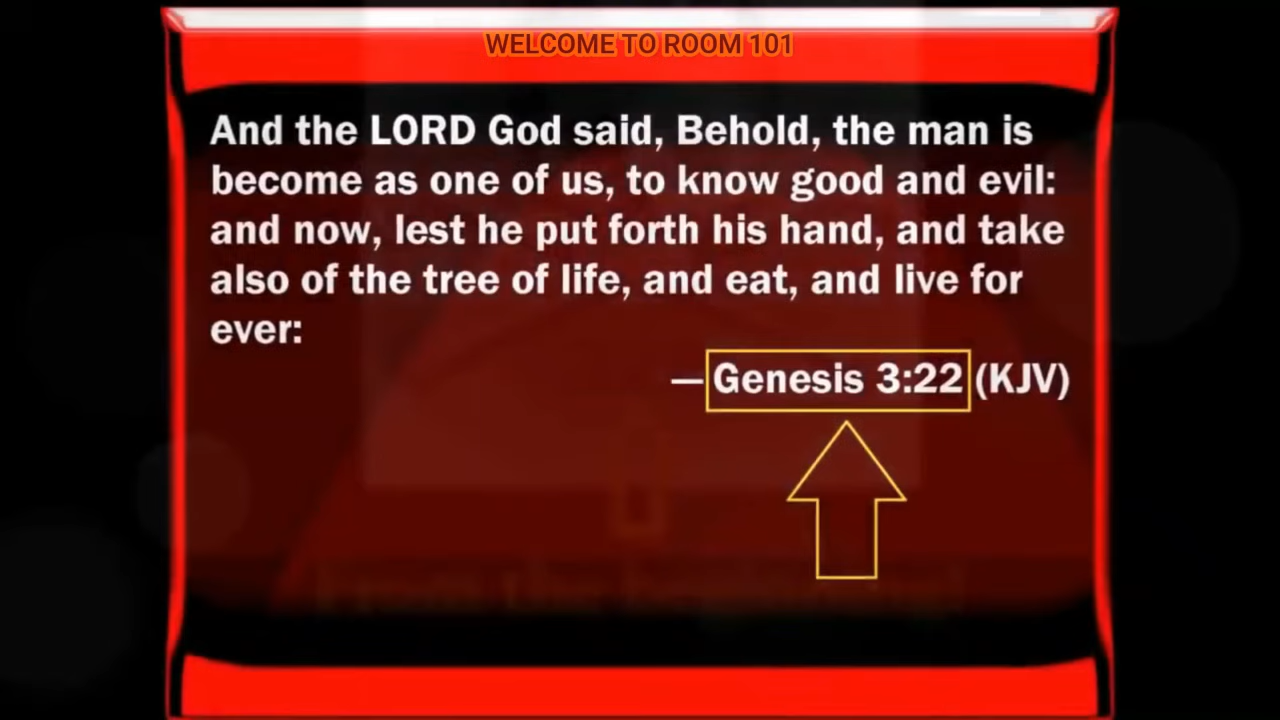 WELCOME TO ROOM 101
And the LORD God said, Behold, the man is
become as one of us, to know good and evil:
and now, lest he put forth his hand, and take
also of the tree of life, and eat, and live for
ever:
— Genesis 3:22 (KJV)